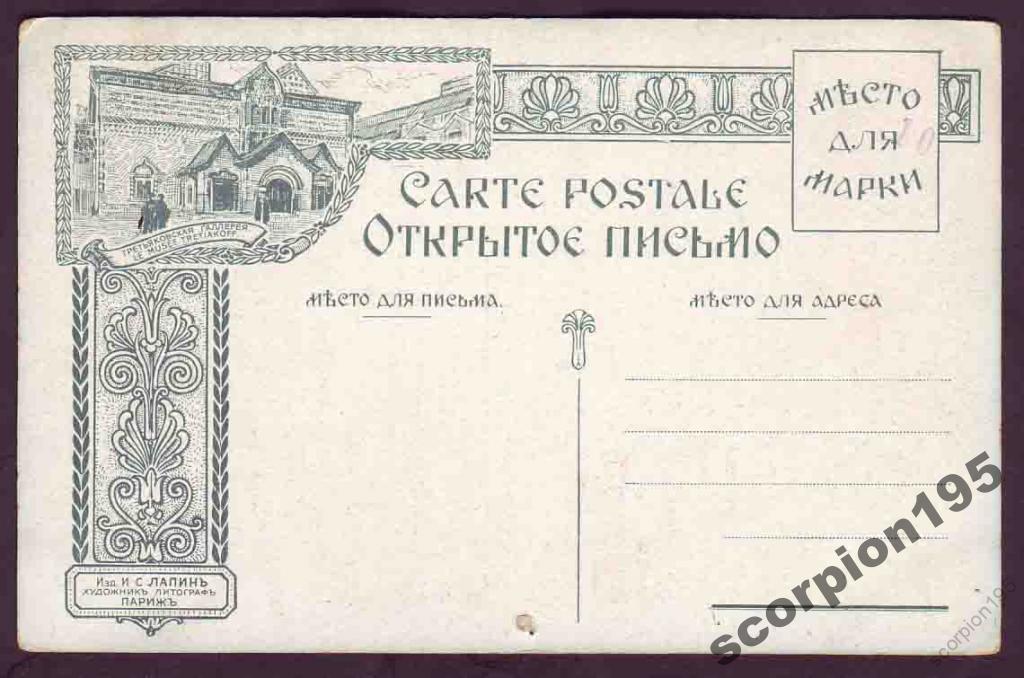 МѢСТО
ДЛЯ
МАРКИ
CARTE POSTALE
ОТКРЫТОЕ ПИСЬМО
ТРЕТЬЯКОВСКАЯ ГАЛЛЕРЕЯ
LE MUSÉE TRETIAKOFF
МѢСТО ДЛЯ ПИСЬМА.
МѢСТО ДЛЯ АДРЕСА
Изд. И. С. ЛАПИНЪ
ХУДОЖНИКЪ ЛИТОГРАФЪ
ПАРИЖЪ
scorpion195
scorpion195